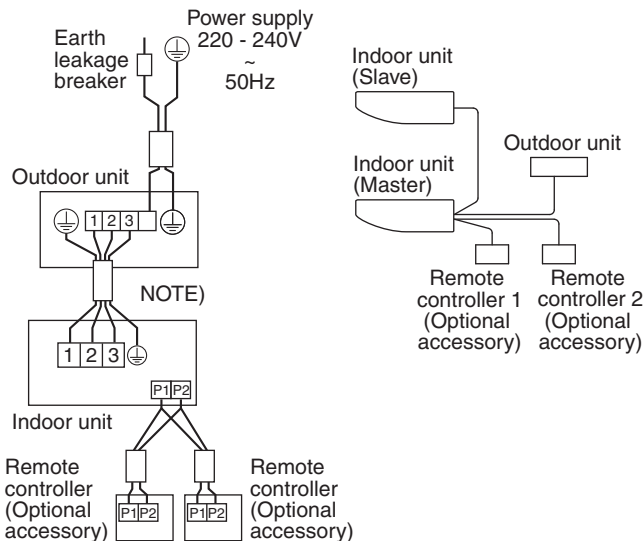 Earth
leakage
breaker
Power supply
220 - 240V
~
50Hz
Outdoor unit
1 2 3
NOTE)
1 2 3
P1 P2
Indoor unit
Remote
controller
(Optional
accessory)
P1 P2
P1 P2
Remote
controller
(Optional
accessory)
Indoor unit
(Slave)
Indoor unit
(Master)
Outdoor unit
Remote
controller 1
(Optional
accessory)
Remote
controller 2
(Optional
accessory)